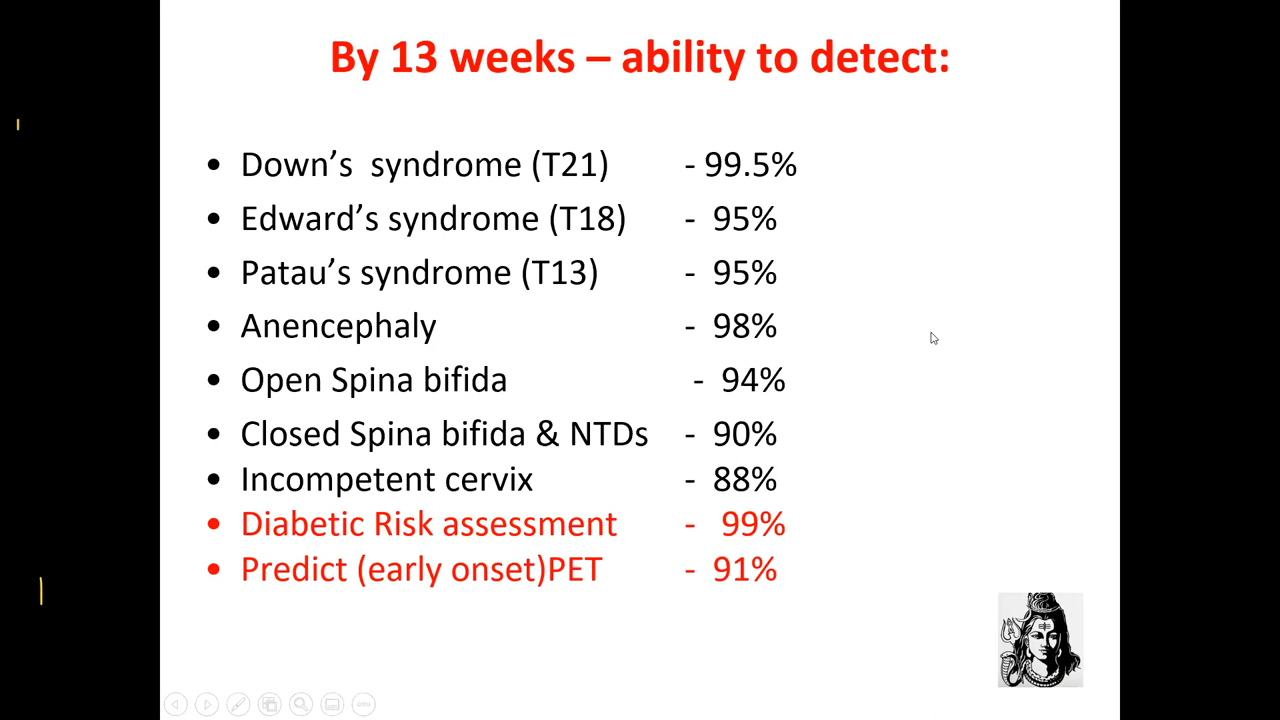 By 13 weeks – ability to detect:
• Down’s syndrome (T21) - 99.5%
• Edward’s syndrome (T18) - 95%
• Patau’s syndrome (T13) - 95%
• Anencephaly - 98%
• Open Spina bifida - 94%
• Closed Spina bifida & NTDs - 90%
• Incompetent cervix - 88%
• Diabetic Risk assessment - 99%
• Predict (early onset)PET - 91%